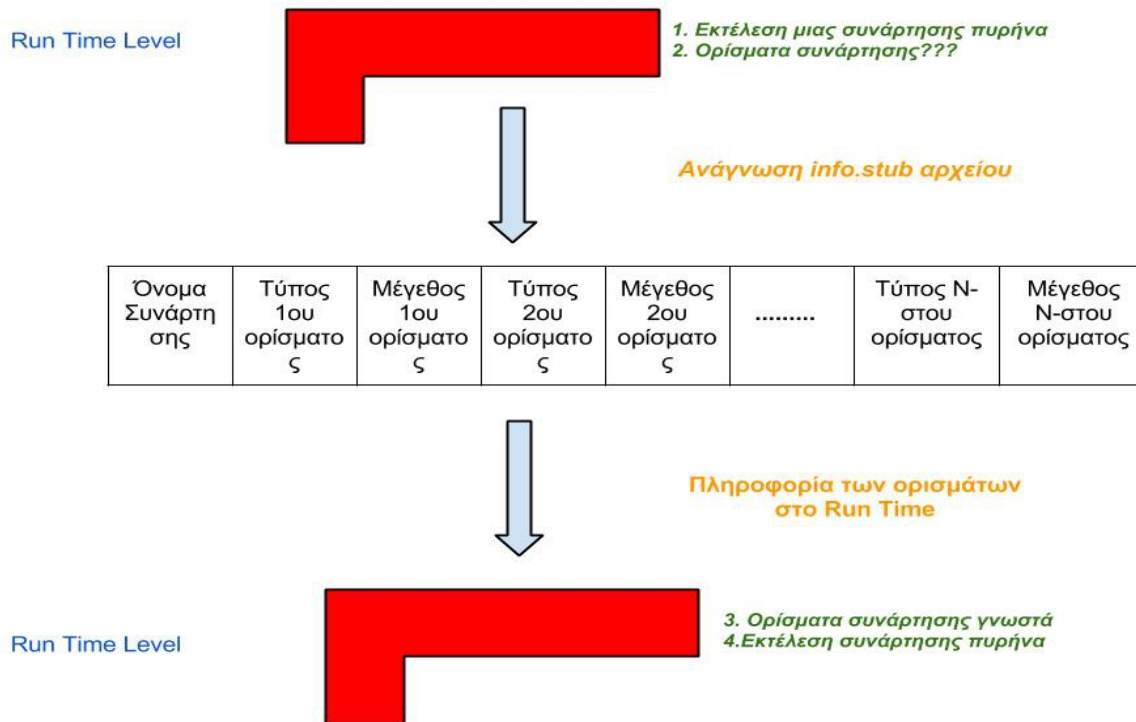 Run Time Level
1. Εκτέλεση μιας συνάρτησης πυρήνα
2. Ορίσματα συνάρτησης???
Ανάγνωση info.stub αρχείου
Όνομα
Συνάρτη
σης
Τύπος
1ου
ορίσματο
ς
Μέγεθος
1ου
ορίσματο
ς
Τύπος
2ου
ορίσματο
ς
Μέγεθος
2ου
ορίσματο
ς
.........
Τύπος Ν-
στου
ορίσματος
Μέγεθος
Ν-στου
ορίσματος
Πληροφορία των ορισμάτων
στο Run Time
Run Time Level
3. Ορίσματα συνάρτησης γνωστά
4.Εκτέλεση συνάρτησης πυρήνα